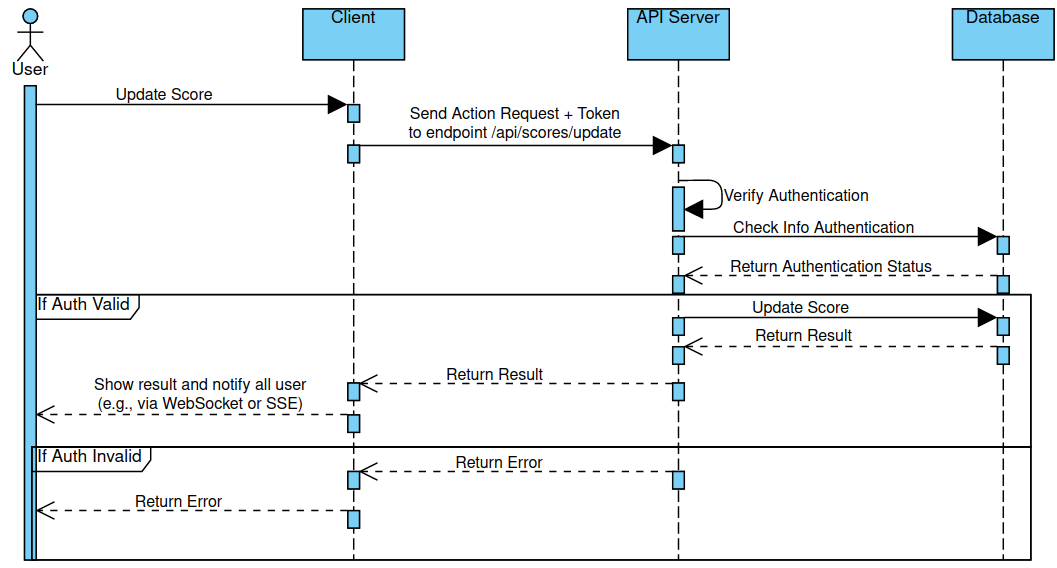 Client
API Server
Database
User
Update Score
Send Action Request + Token
to endpoint /api/scores/update
Verify Authentication
Check Info Authentication
Return Authentication Status
If Auth Valid
Update Score
Return Result
Return Result
Show result and notify all user
(e.g., via WebSocket or SSE)
If Auth Invalid
Return Error
Return Error